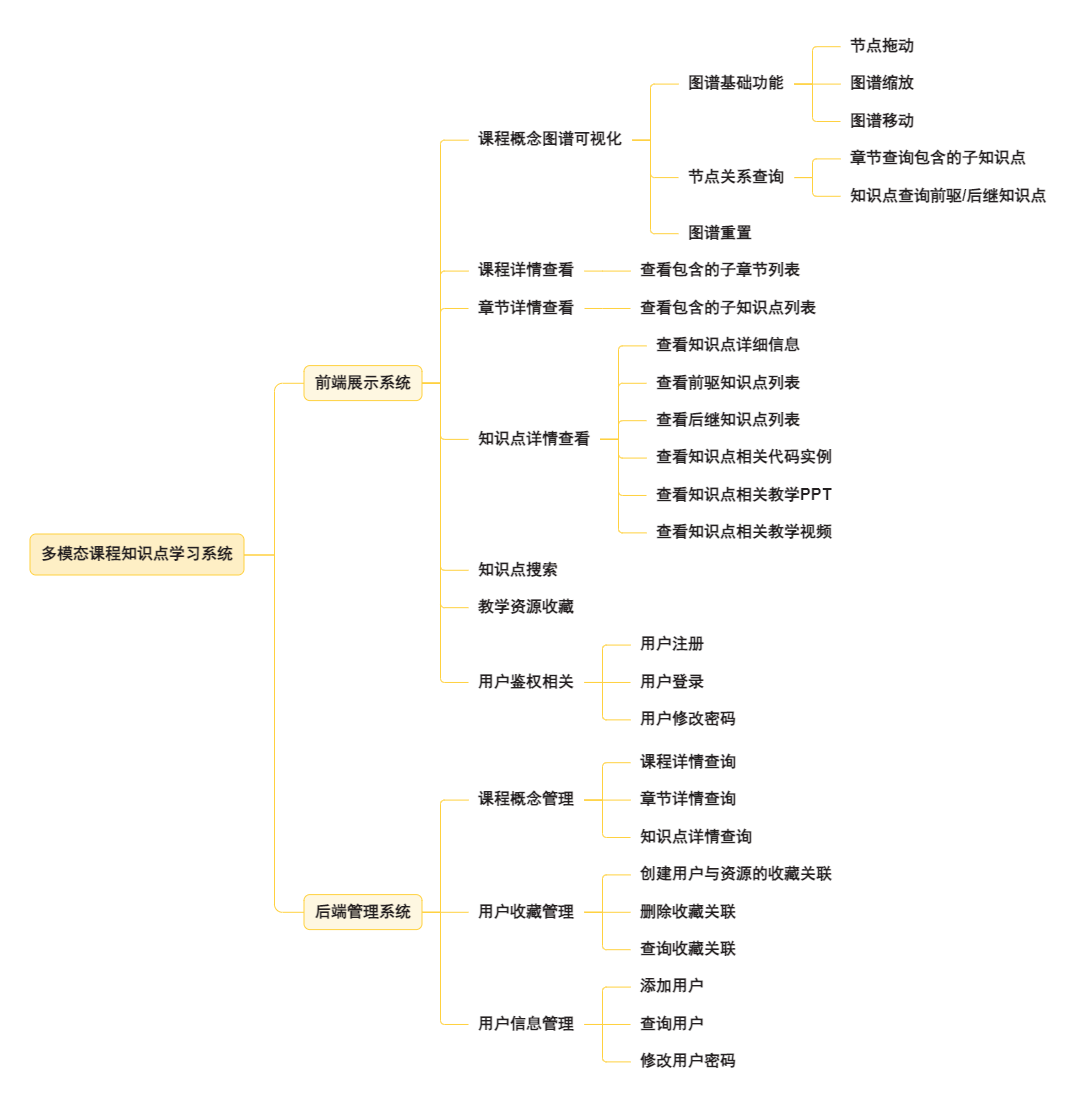 多模态课程知识点学习系统
前端展示系统
课程概念图谱可视化
图谱基础功能
节点拖动
图谱缩放
图谱移动
节点关系查询
章节查询包含的子知识点
知识点查询前驱/后继知识点
图谱重置
课程详情查看
查看包含的子章节列表
章节详情查看
查看包含的子知识点列表
知识点详情查看
查看知识点详细信息
查看前驱知识点列表
查看后继知识点列表
查看知识点相关代码实例
查看知识点相关教学PPT
查看知识点相关教学视频
知识点搜索
教学资源收藏
用户鉴权相关
用户注册
用户登录
用户修改密码
后端管理系统
课程概念管理
课程详情查询
章节详情查询
知识点详情查询
用户收藏管理
创建用户与资源的收藏关联
删除收藏关联
查询收藏关联
用户信息管理
添加用户
查询用户
修改用户密码